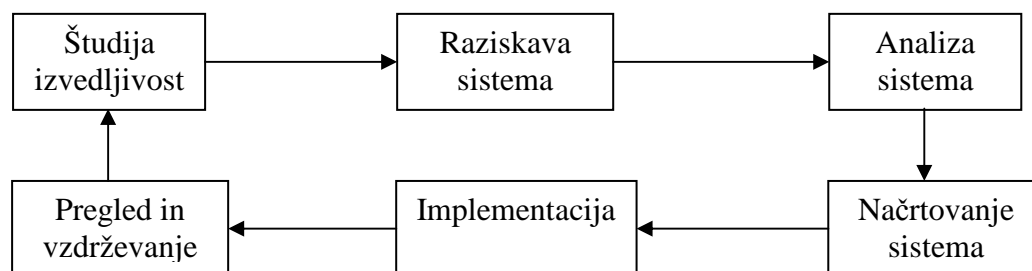 Študija
izvedljivost
Raziskava
sistema
Analiza
sistema
Pregled in
vzdrževanje
Implementacija
Načrtovanje
sistema